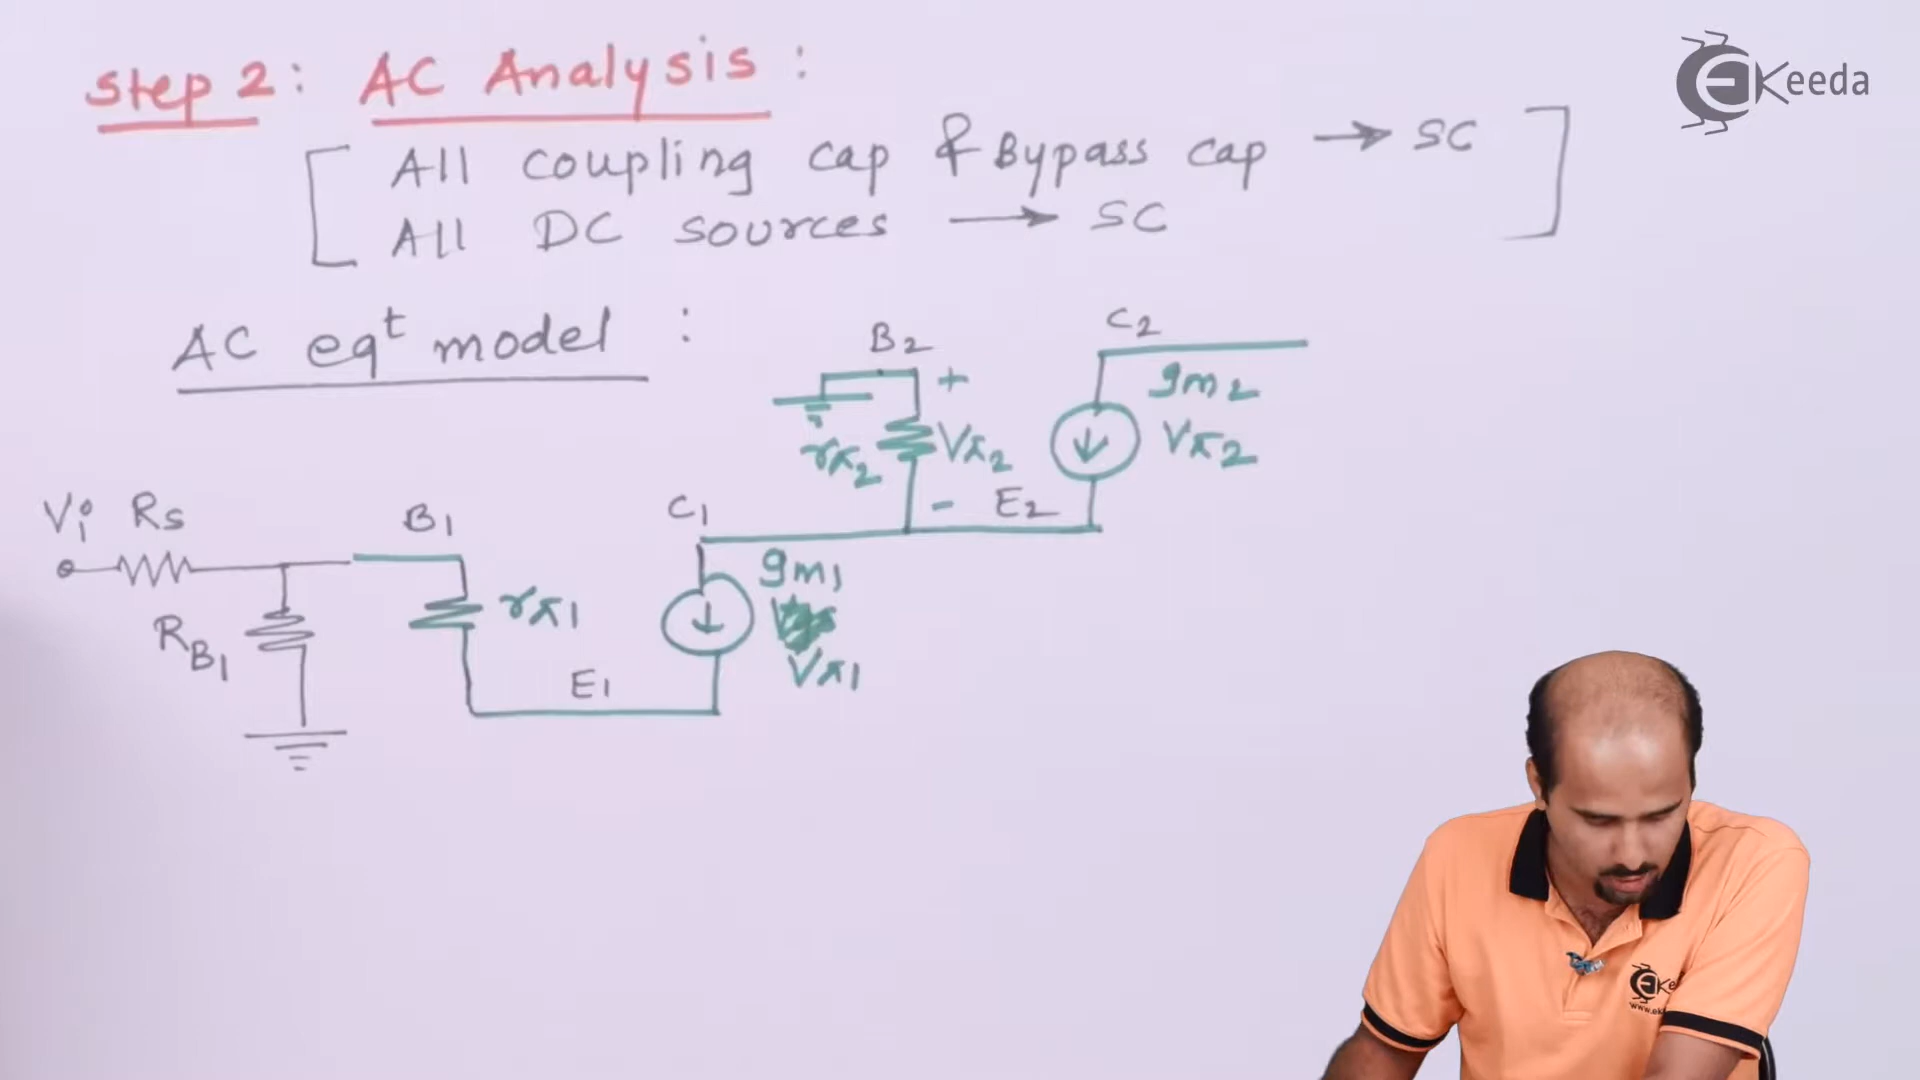 Step 2: AC Analysis:
All coupling cap & Bypass cap → SC
All DC sources → SC
AC eqt model :
B2
C2
+
gm2
Vπ2
rπ2
Vπ2
-
E2
Vi Rs
B1
C1
gm1
Vπ1
RB1
rπ1
E1
EKeeda
EKe